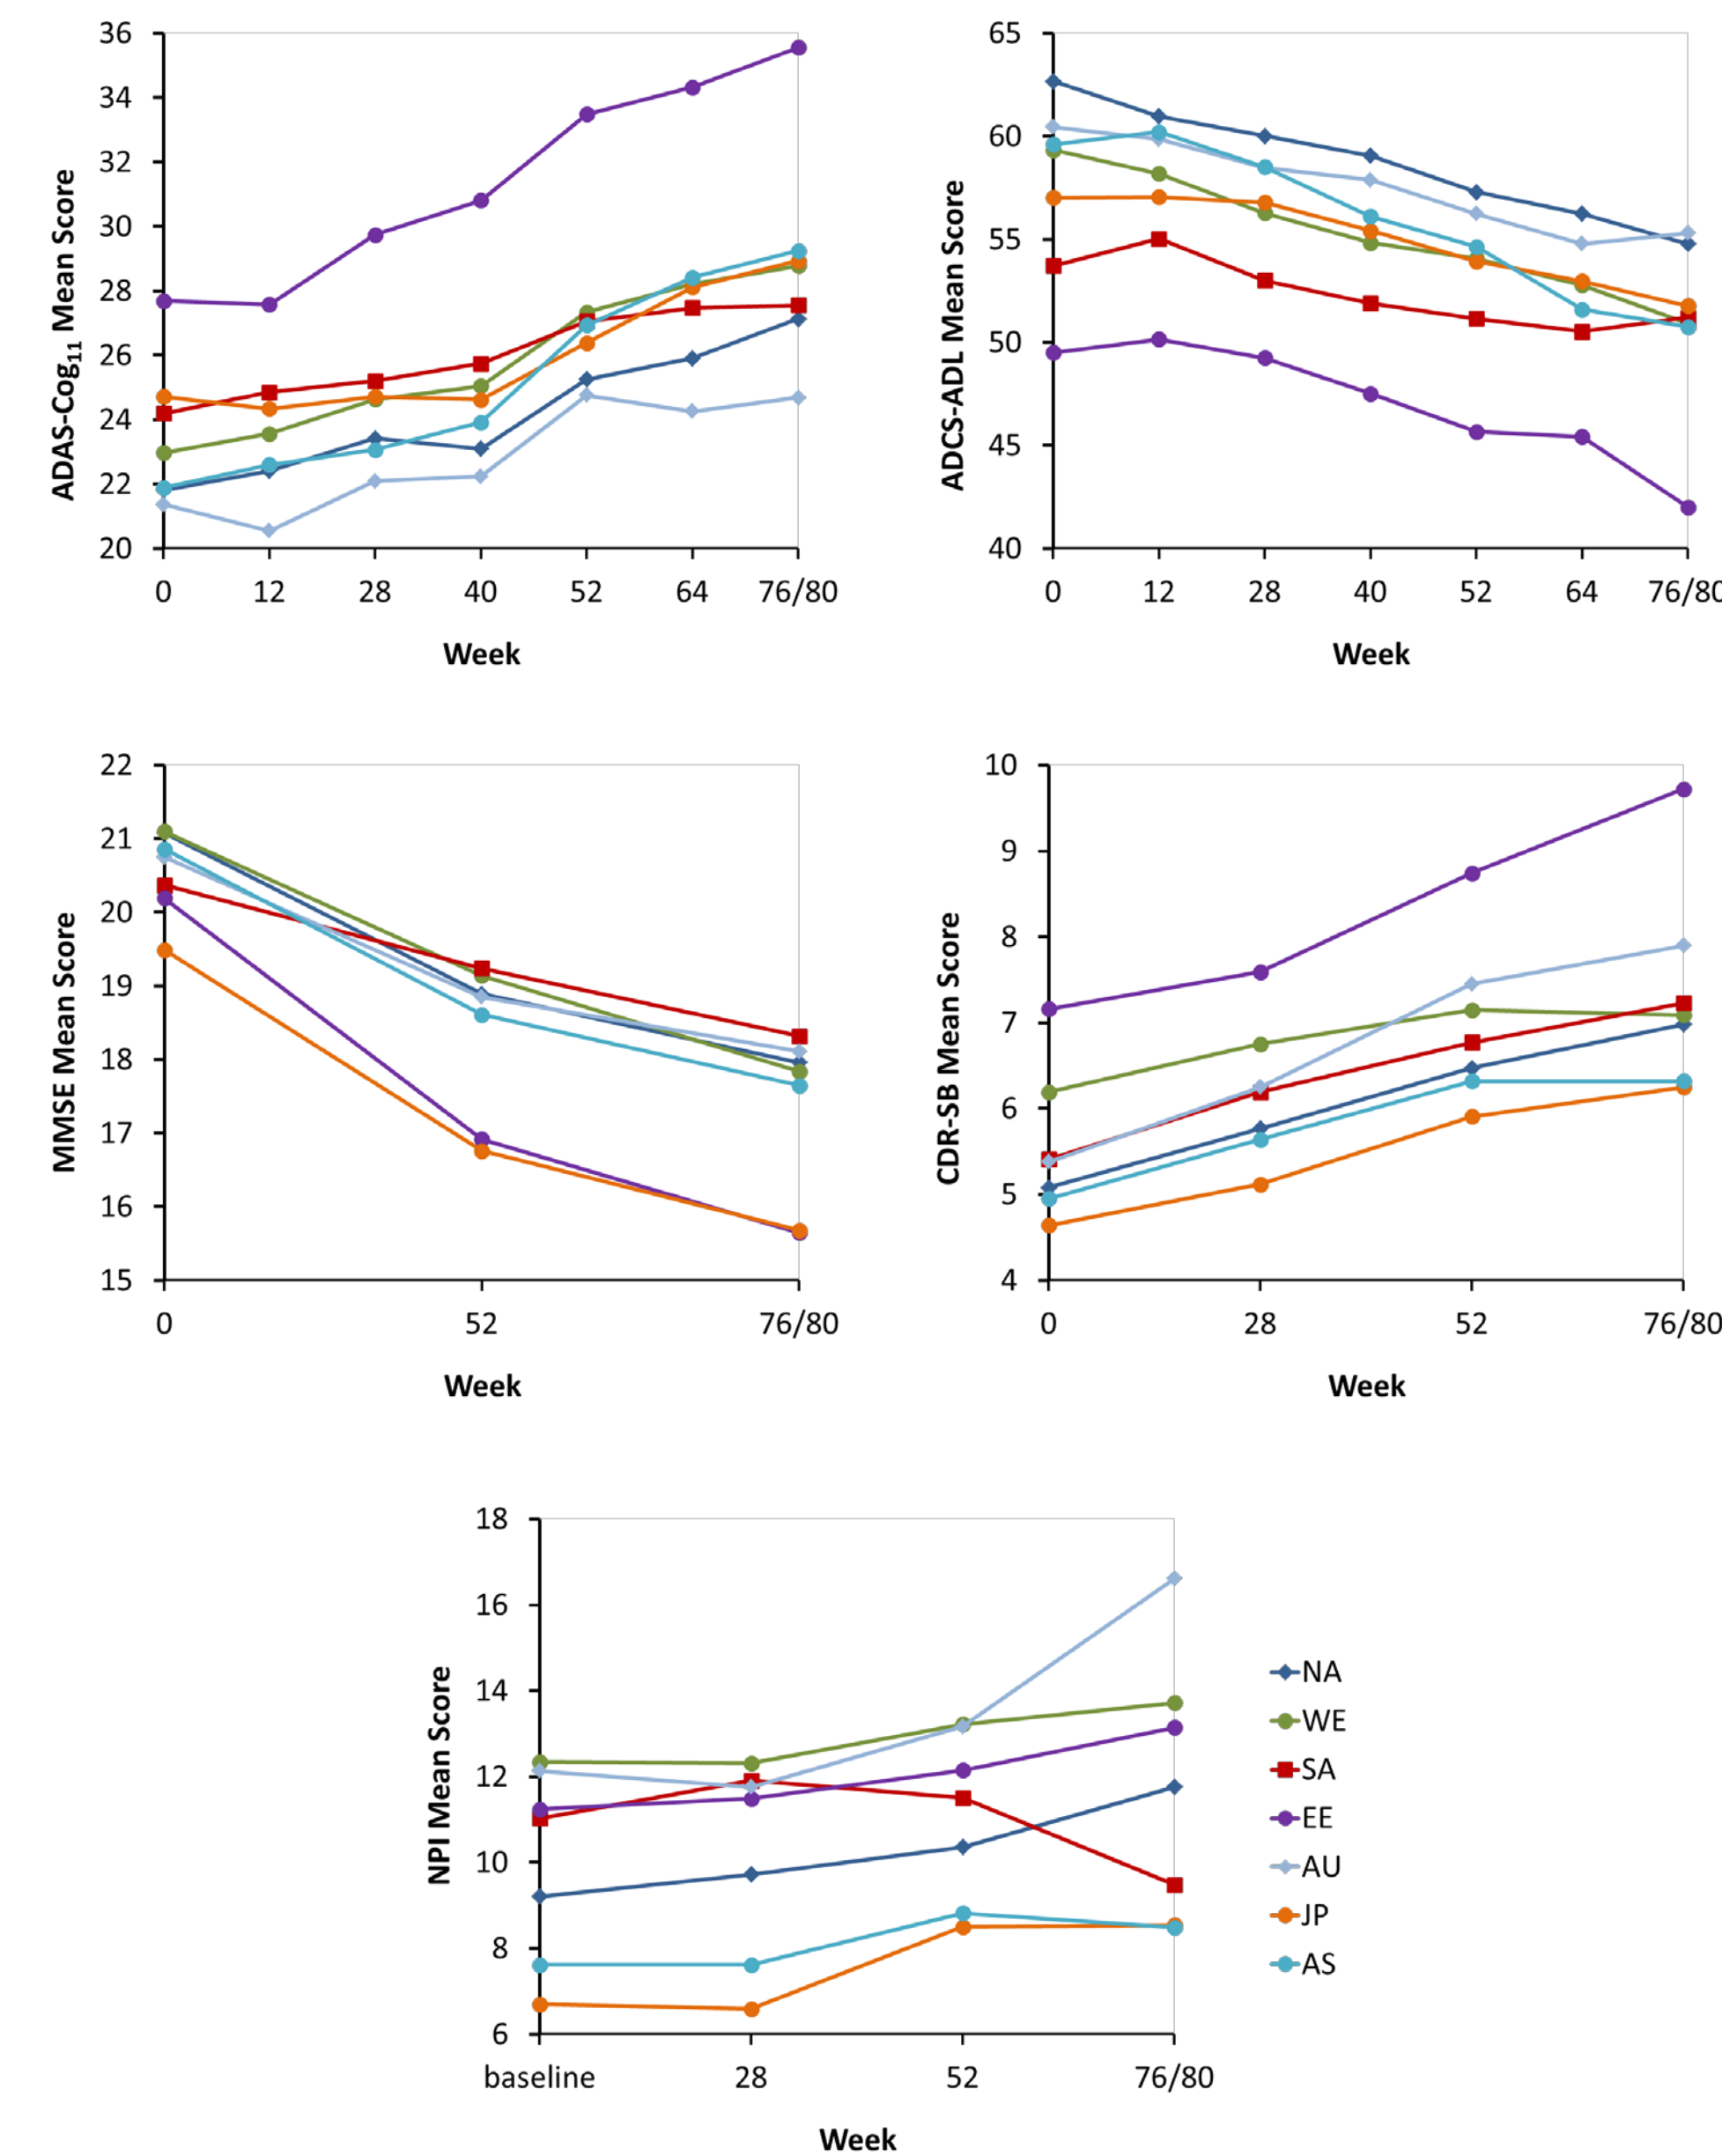 36
34
32
30
28
26
24
22
20
ADAS-Cog11 Mean Score
0 12 28 40 52 64 76/80
Week
65
60
55
50
45
40
ADCS-ADL Mean Score
0 12 28 40 52 64 76/80
Week
22
21
20
19
18
17
16
15
MMSE Mean Score
0 52 76/80
Week
10
9
8
7
6
5
4
CDR-SB Mean Score
0 28 52 76/80
Week
18
16
14
12
10
8
6
NPI Mean Score
baseline 28 52 76/80
Week
NA
WE
SA
EE
AU
JP
AS